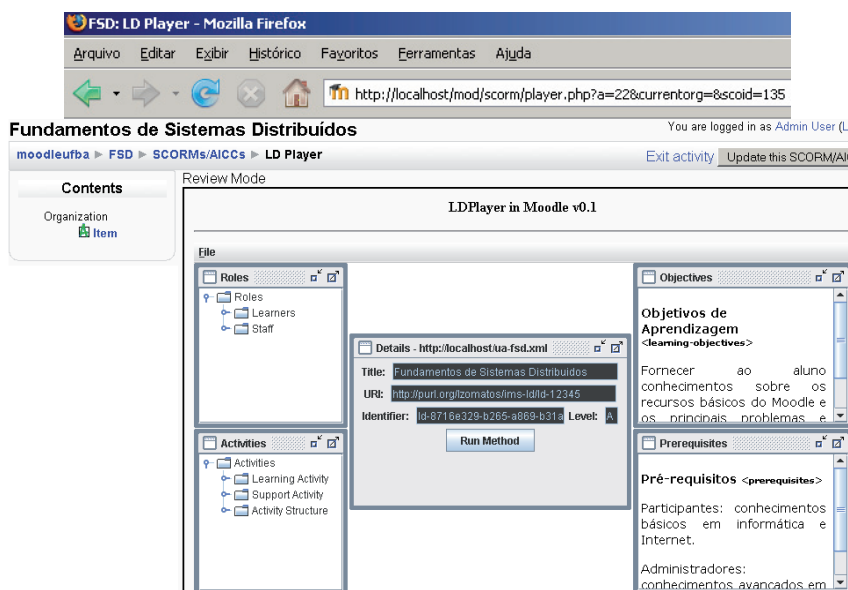 FSD: LD Player - Mozilla Firefox
Arquivo Editar Exibir Histórico Favoritos Ferramentas Ajuda
http://localhost/mod/scorm/player.php?a=22&currentorg=&scoid=135
Fundamentos de Sistemas Distribuídos
You are logged in as Admin User (L
moodleufba ► FSD ► SCORMs/AICCs ► LD Player
Exit activity Update this SCORM/AI
Contents
Organization
Item
Review Mode
LDPlayer in Moodle v0.1
File
Roles
Roles
Learners
Staff
Activities
Activities
Learning Activity
Support Activity
Activity Structure
Details - http://localhost/ua-fsd.xml
Title: Fundamentos de Sistemas Distribuidos
URI: http://purl.org/lzomatos/ims-ld/ld-12345
Identifier: ld-8716e329-b265-a869-b31a Level: A
Run Method
Objectives
Objetivos de
Aprendizagem
<learning-objectives>
Fornecer ao aluno
conhecimentos sobre os
recursos básicos do Moodle e
os principais problemas e
Prerequisites
Pré-requisitos <prerequisites>
Participantes: conhecimentos
básicos em informática e
Internet.
Administradores:
conhecimentos avançados em